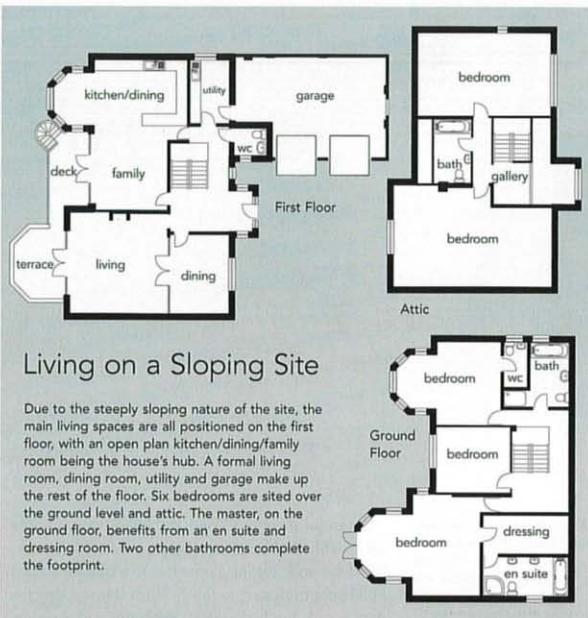 kitchen/dining
utility
garage
wc
deck
family
First Floor
terrace
living
dining
bedroom
bath
gallery
bedroom
Attic
Living on a Sloping Site
Due to the steeply sloping nature of the site, the
main living spaces are all positioned on the first
floor, with an open plan kitchen/dining/family
room being the house's hub. A formal living
room, dining room, utility and garage make up
the rest of the floor. Six bedrooms are sited over
the ground level and attic. The master, on the
ground floor, benefits from an en suite and
dressing room. Two other bathrooms complete
the footprint.
bedroom
wc
bath
Ground
Floor
bedroom
bedroom
dressing
en suite